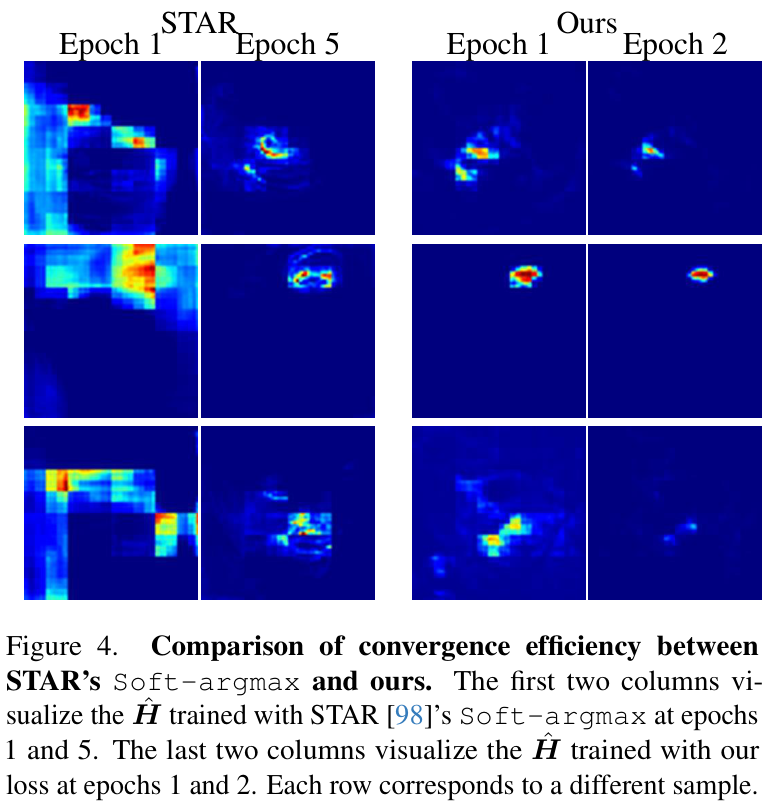 STAR Ours
Epoch 1 Epoch 5 Epoch 1 Epoch 2
Figure 4. Comparison of convergence efficiency between
STAR's Soft-argmax and ours. The first two columns vi-
sualize the Ĥ trained with STAR [98]'s Soft-argmax at epochs
1 and 5. The last two columns visualize the Ĥ trained with our
loss at epochs 1 and 2. Each row corresponds to a different sample.